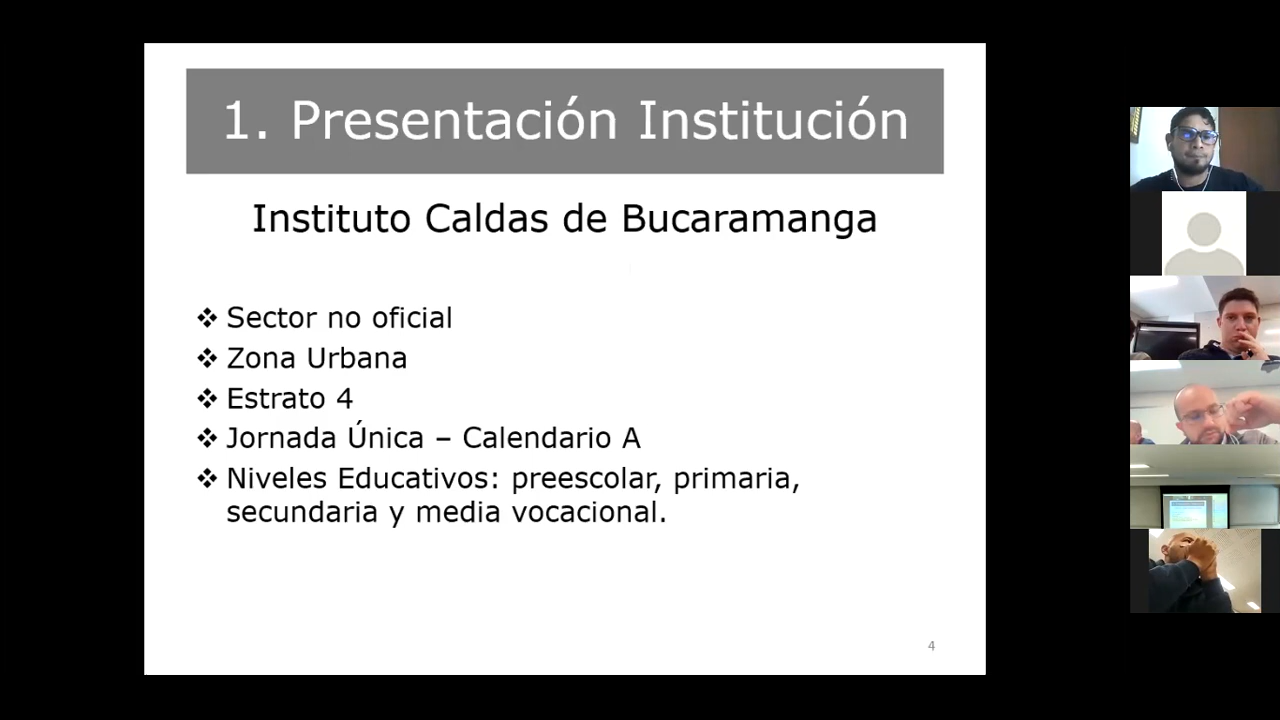 1. Presentación Institución
Instituto Caldas de Bucaramanga
❖ Sector no oficial
❖ Zona Urbana
❖ Estrato 4
❖ Jornada Única – Calendario A
❖ Niveles Educativos: preescolar, primaria,
secundaria y media vocacional.
4